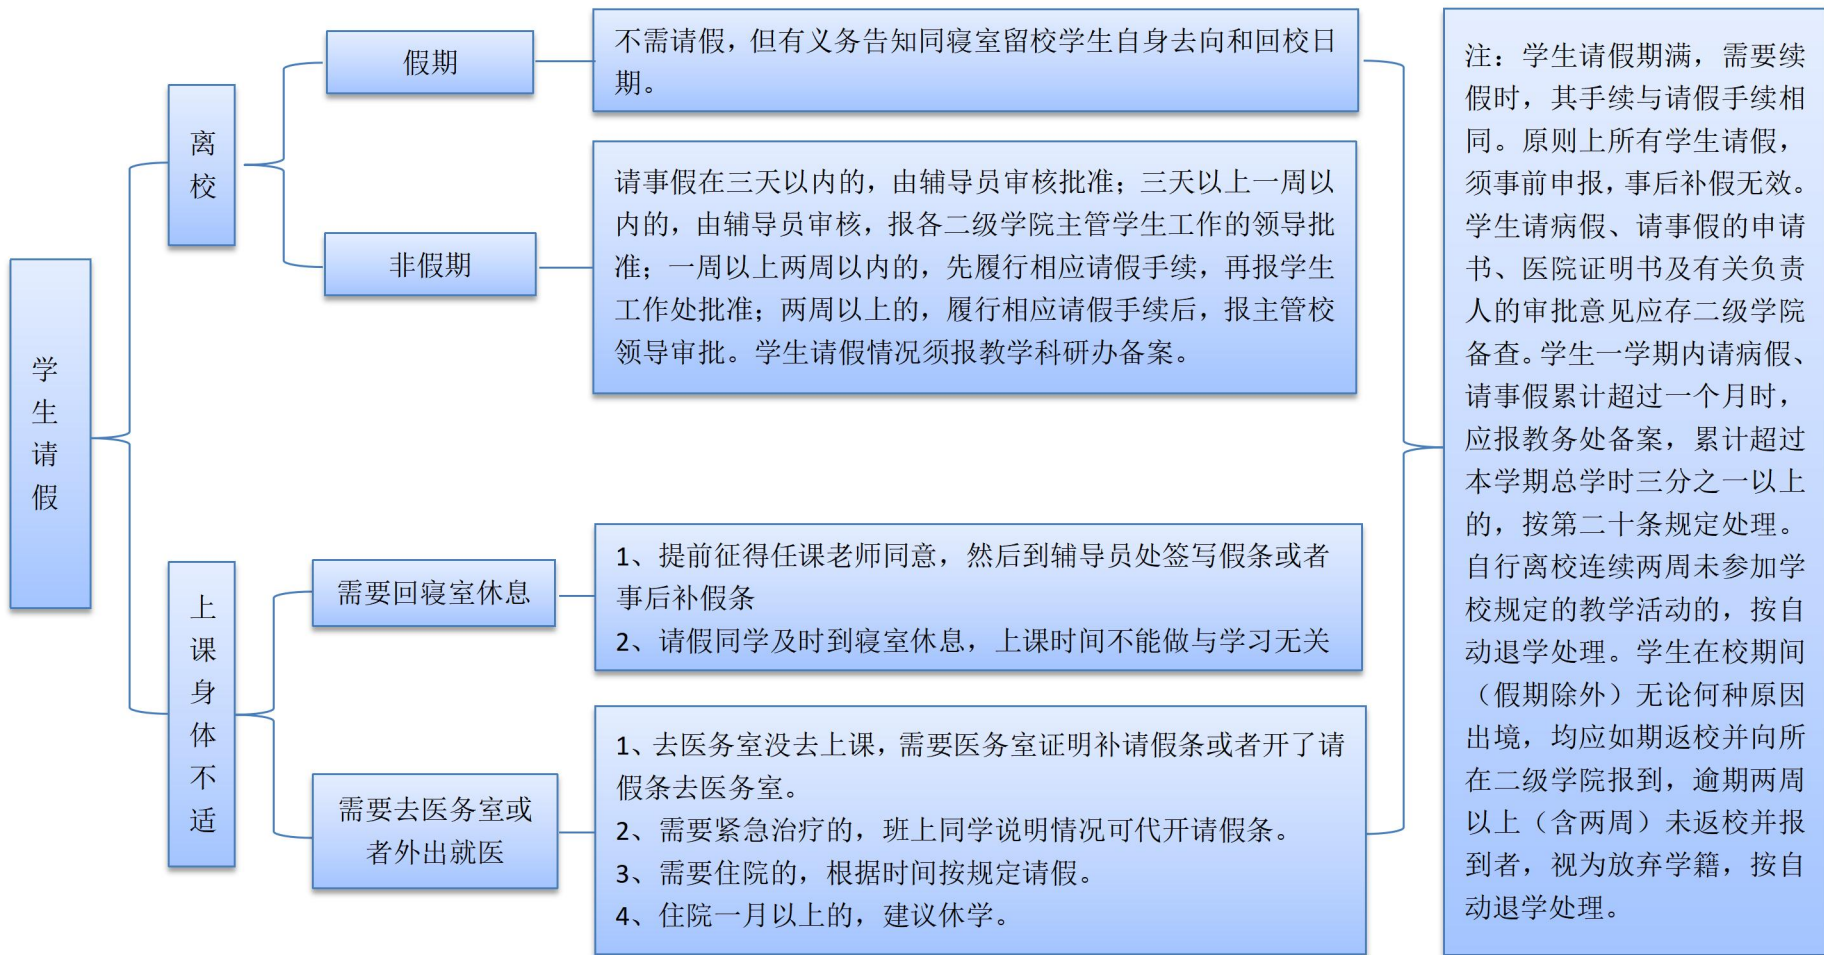 学生请假
离校
假期
不需请假，但有义务告知同寝室留校学生自身去向和回校日
期。
非假期
请事假在三天以内的，由辅导员审核批准；三天以上一周以
内的，由辅导员审核，报各二级学院主管学生工作的领导批
准；一周以上两周以内的，先履行相应请假手续，再报学生
工作处批准；两周以上的，履行相应请假手续后，报主管校
领导审批。学生请假情况须报教学科研办备案。
上课身体不适
需要回寝室休息
1、提前征得任课老师同意，然后到辅导员处签写假条或者
事后补假条
2、请假同学及时到寝室休息，上课时间不能做与学习无关
需要去医务室或
者外出就医
1、去医务室没去上课，需要医务室证明补请假条或者开了请
假条去医务室。
2、需要紧急治疗的，班上同学说明情况可代开请假条。
3、需要住院的，根据时间按规定请假。
4、住院一月以上的，建议休学。
注：学生请假期满，需要续
假时，其手续与请假手续相
同。原则上所有学生请假，
须事前申报，事后补假无效。
学生请病假、请事假的申请
书、医院证明书及有关负责
人的审批意见应存二级学院
备查。学生一学期内请病假、
请事假累计超过一个月时，
应报教务处备案，累计超过
本学期总学时三分之一以上
的，按第二十条规定处理。
自行离校连续两周未参加学
校规定的教学活动的，按自
动退学处理。学生在校期间
（假期除外）无论何种原因
出境，均应如期返校并向所
在二级学院报到，逾期两周
以上（含两周）未返校并报
到者，视为放弃学籍，按自
动退学处理。